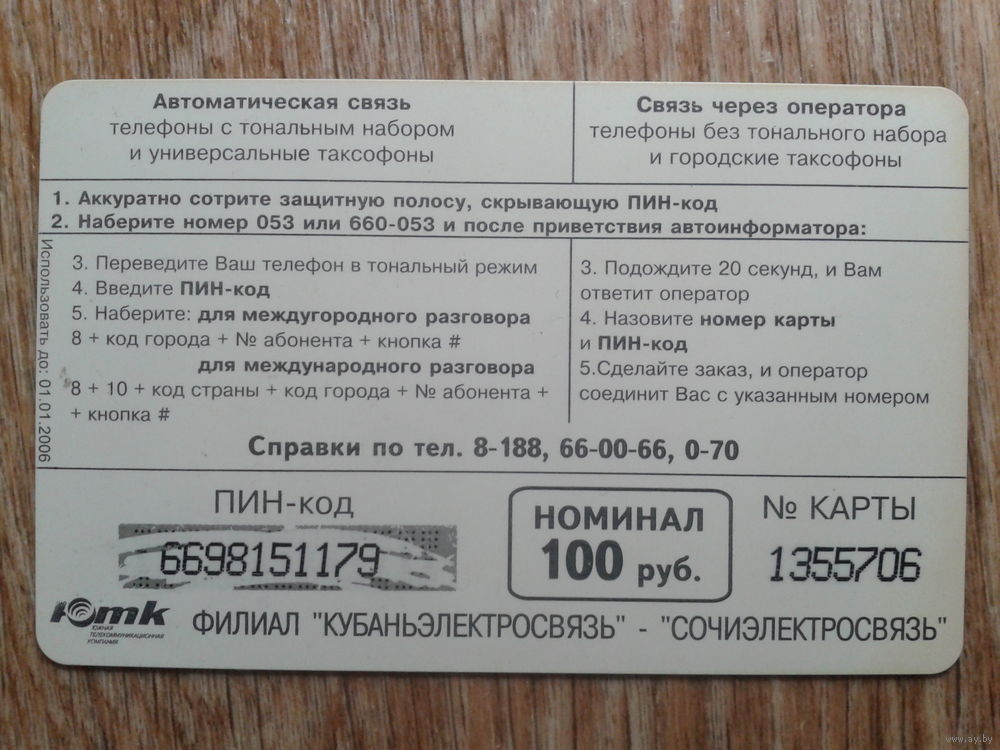 Автоматическая связь
телефоны с тональным набором
и универсальные таксофоны
Связь через оператора
телефоны без тонального набора
и городские таксофоны
1. Аккуратно сотрите защитную полосу, скрывающую ПИН-код
2. Наберите номер 053 или 660-053 и после приветствия автоинформатора:
Использовать до: 01.01.2006
3. Переведите Ваш телефон в тональный режим
4. Введите ПИН-код
5. Наберите: для междугородного разговора
8 + код города + № абонента + кнопка #
для международного разговора
8 + 10 + код страны + код города + № абонента +
+ кнопка #
3. Подождите 20 секунд, и Вам
ответит оператор
4. Назовите номер карты
и ПИН-код
5.Сделайте заказ, и оператор
соединит Вас с указанным номером
Справки по тел. 8-188, 66-00-66, 0-70
ПИН-код
6698151179
НОМИНАЛ
100 руб.
№ КАРТЫ
1355706
Ютк
ЮЖНАЯ
ТЕЛЕКОММУНИКАЦИОННАЯ
КОМПАНИЯ
ФИЛИАЛ "КУБАНЬЭЛЕКТРОСВЯЗЬ" - "СОЧИЭЛЕКТРОСВЯЗЬ"
www.ay.by